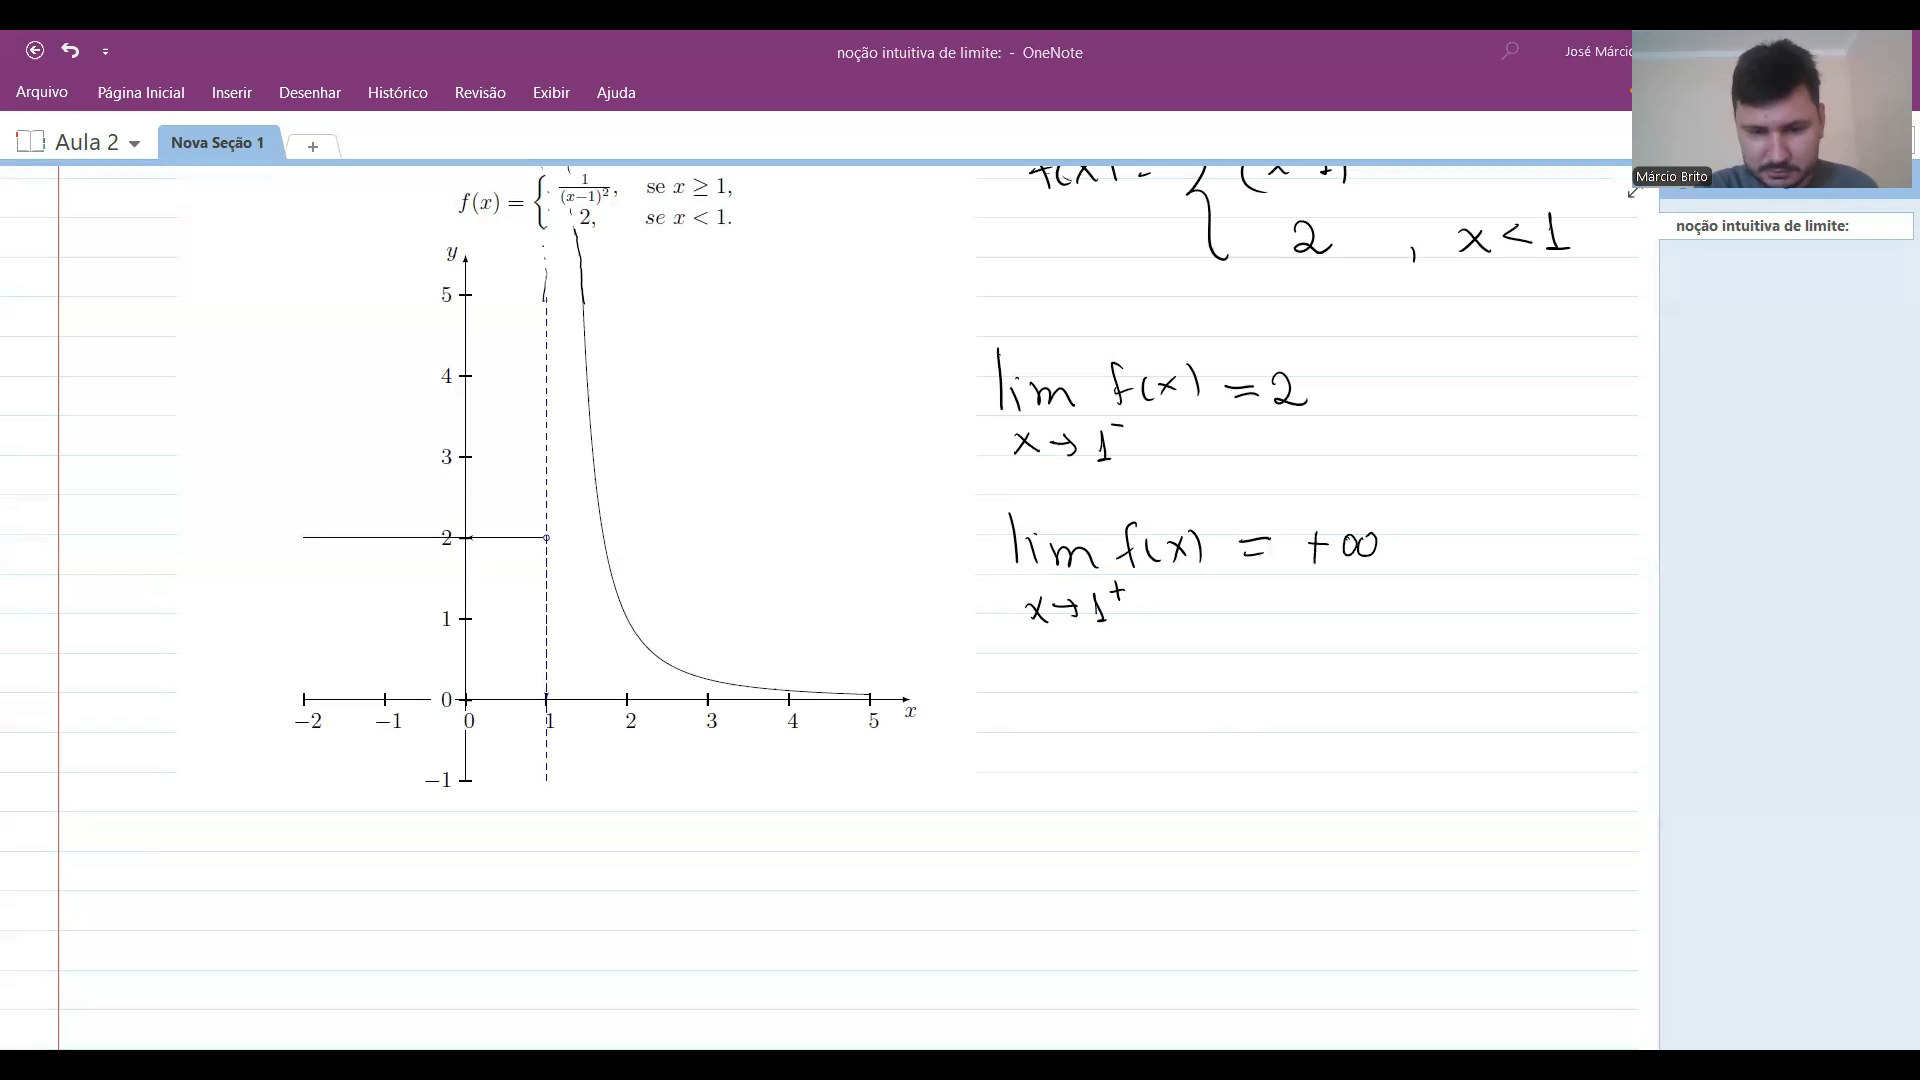 noção intuitiva de limite: - OneNote
José Márcio
Arquivo Página Inicial Inserir Desenhar Histórico Revisão Exibir Ajuda
Aula 2 Nova Seção 1 +
Márcio Brito
noção intuitiva de limite:
f(x) = { 1/(x−1)², se x ≥ 1,
2, se x < 1.
y
5
4
3
2
1
0
−2 −1 0 1 2 3 4 5 x
−1
f(x) = {
2 , x < 1
lim f(x) = 2
x → 1⁻
lim f(x) = +∞
x → 1⁺